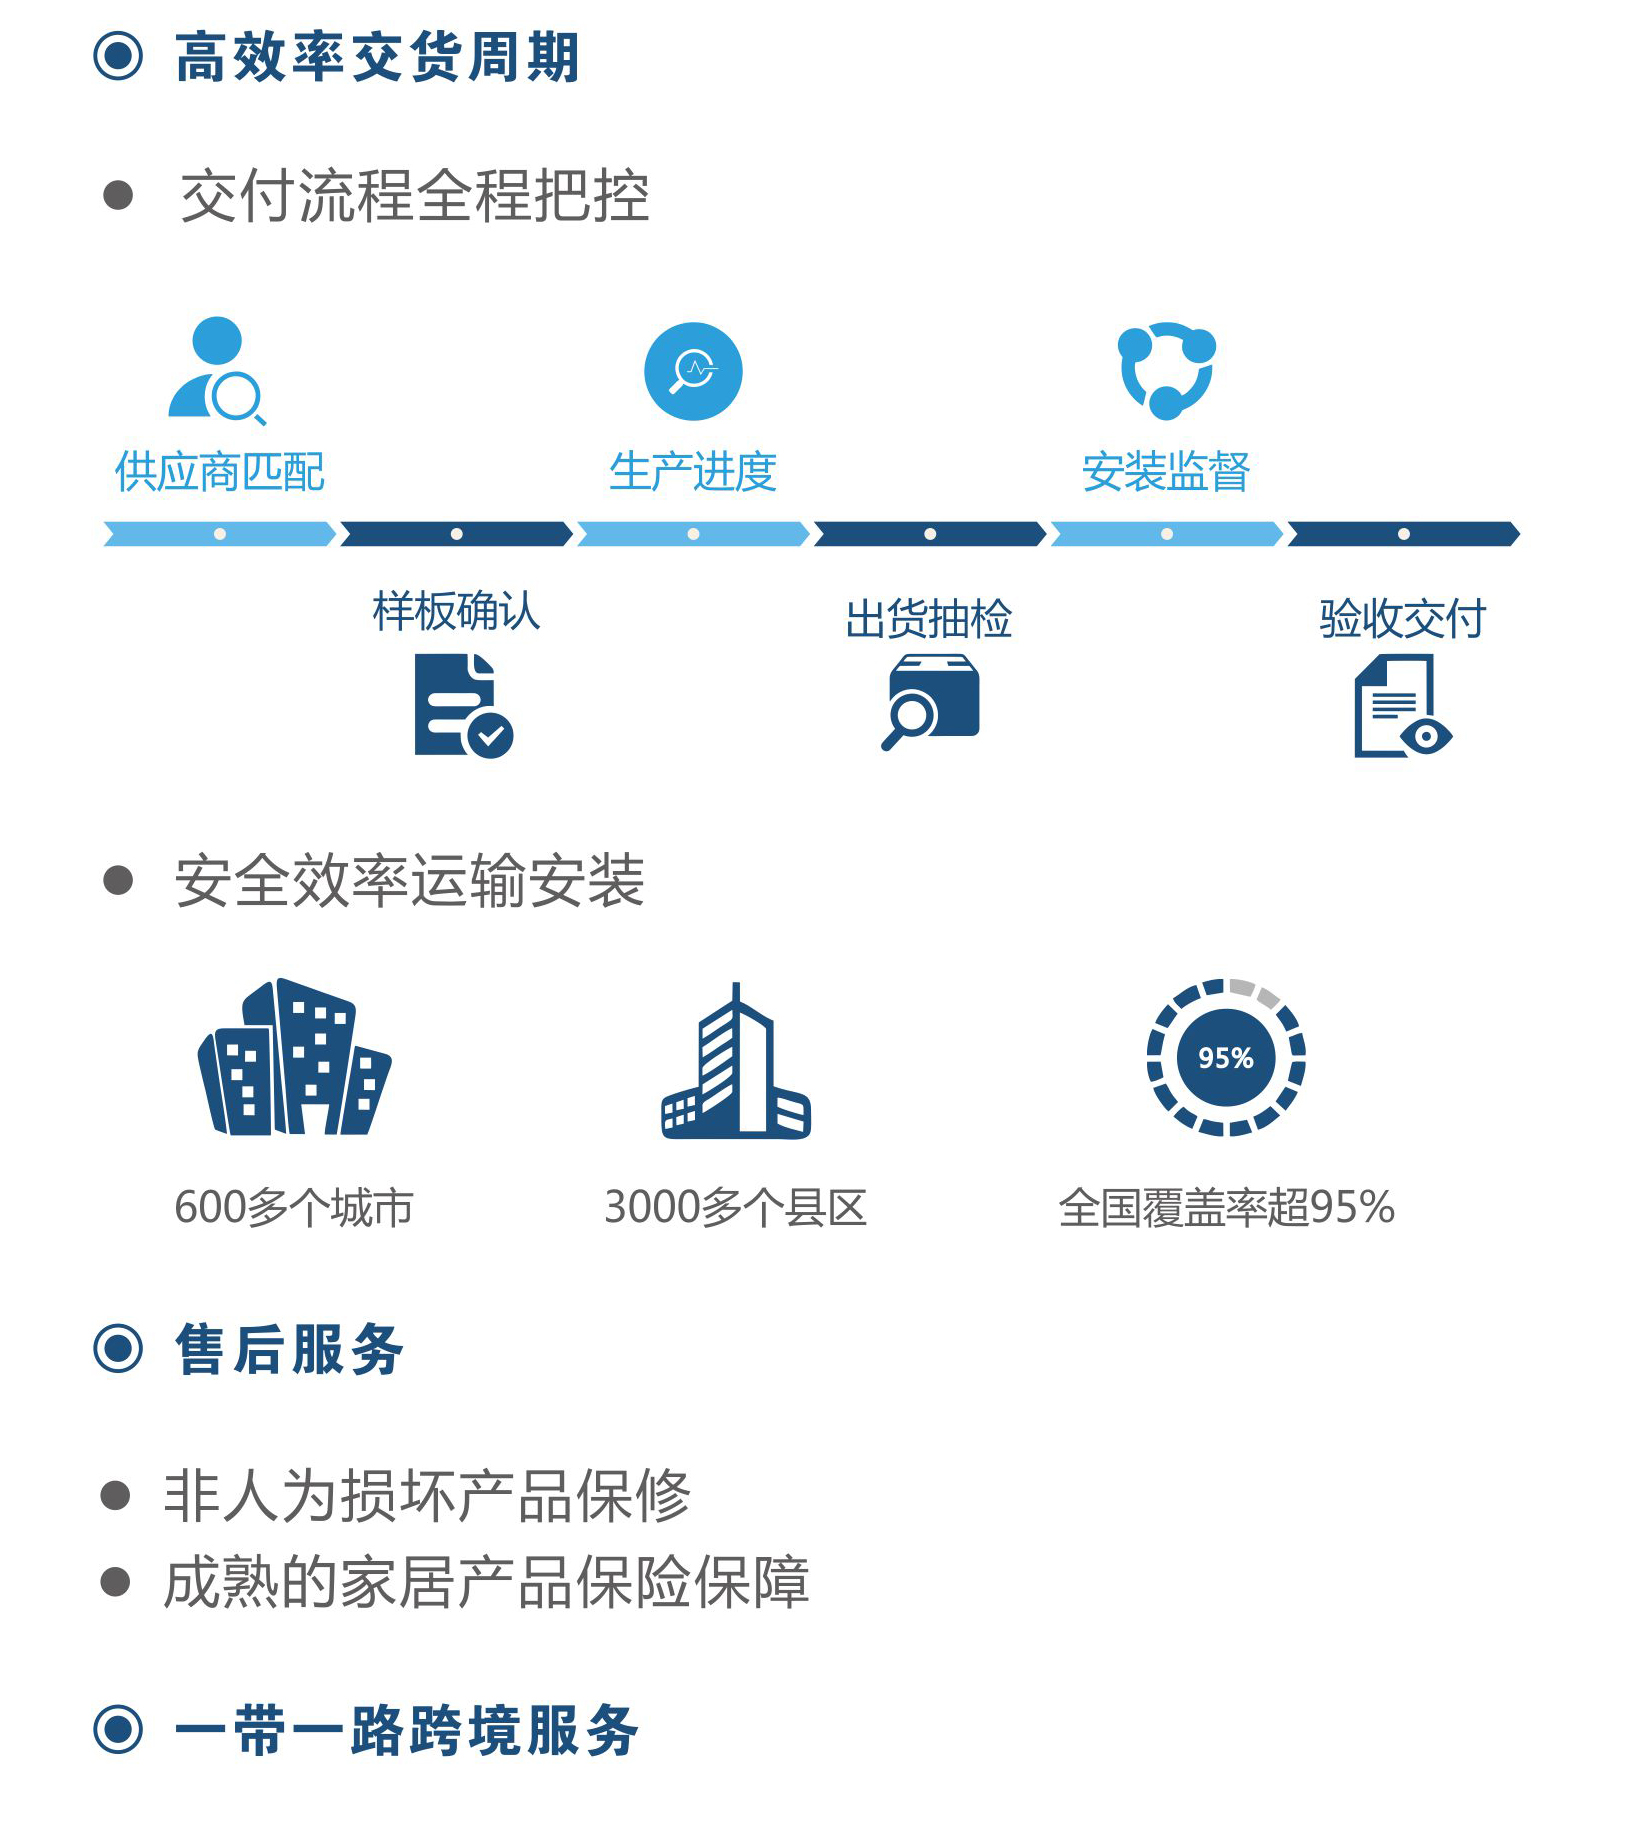 高效率交货周期
交付流程全程把控
供应商匹配 生产进度 安装监督
样板确认 出货抽检 验收交付
安全效率运输安装
95%
600多个城市 3000多个县区 全国覆盖率超95%
售后服务
非人为损坏产品保修
成熟的家居产品保险保障
一带一路跨境服务